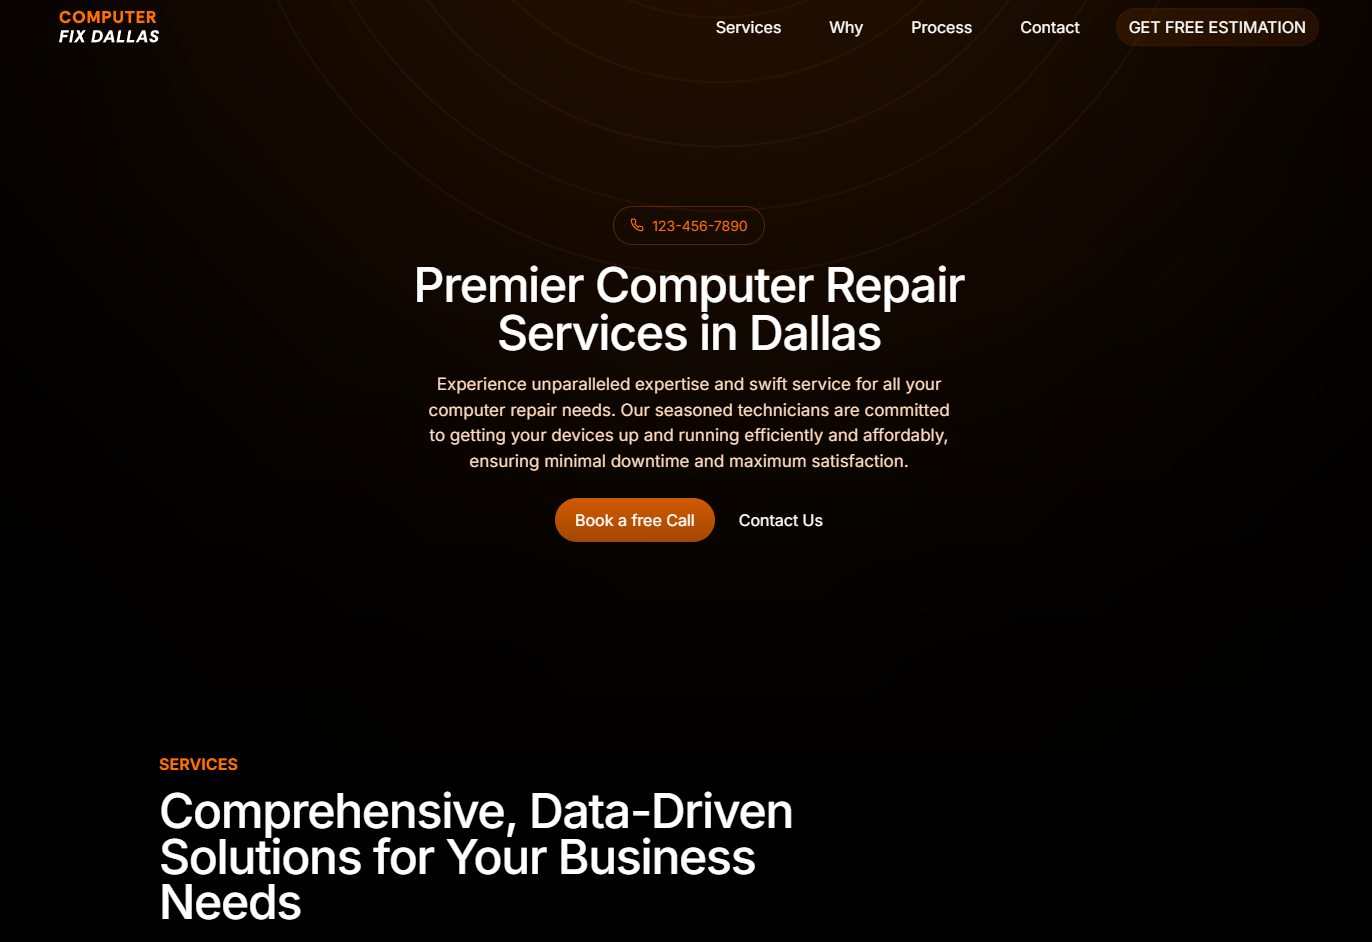 COMPUTER
FIX DALLAS
Services
Why
Process
Contact
GET FREE ESTIMATION
123-456-7890
Premier Computer Repair
Services in Dallas
Experience unparalleled expertise and swift service for all your
computer repair needs. Our seasoned technicians are committed
to getting your devices up and running efficiently and affordably,
ensuring minimal downtime and maximum satisfaction.
Book a free Call
Contact Us
SERVICES
Comprehensive, Data-Driven
Solutions for Your Business
Needs